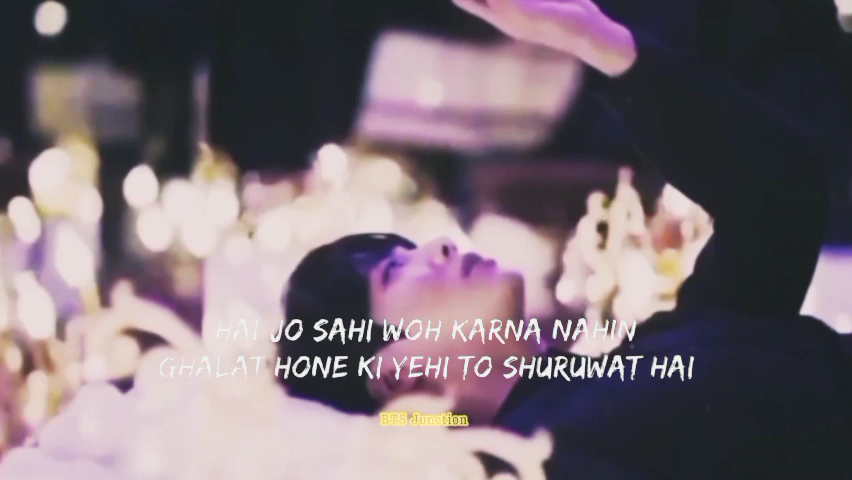 HAI JO SAHI WOH KARNA NAHIN
GHALAT HONE KI YEHI TO SHURUWAT HAI
BTS Junction